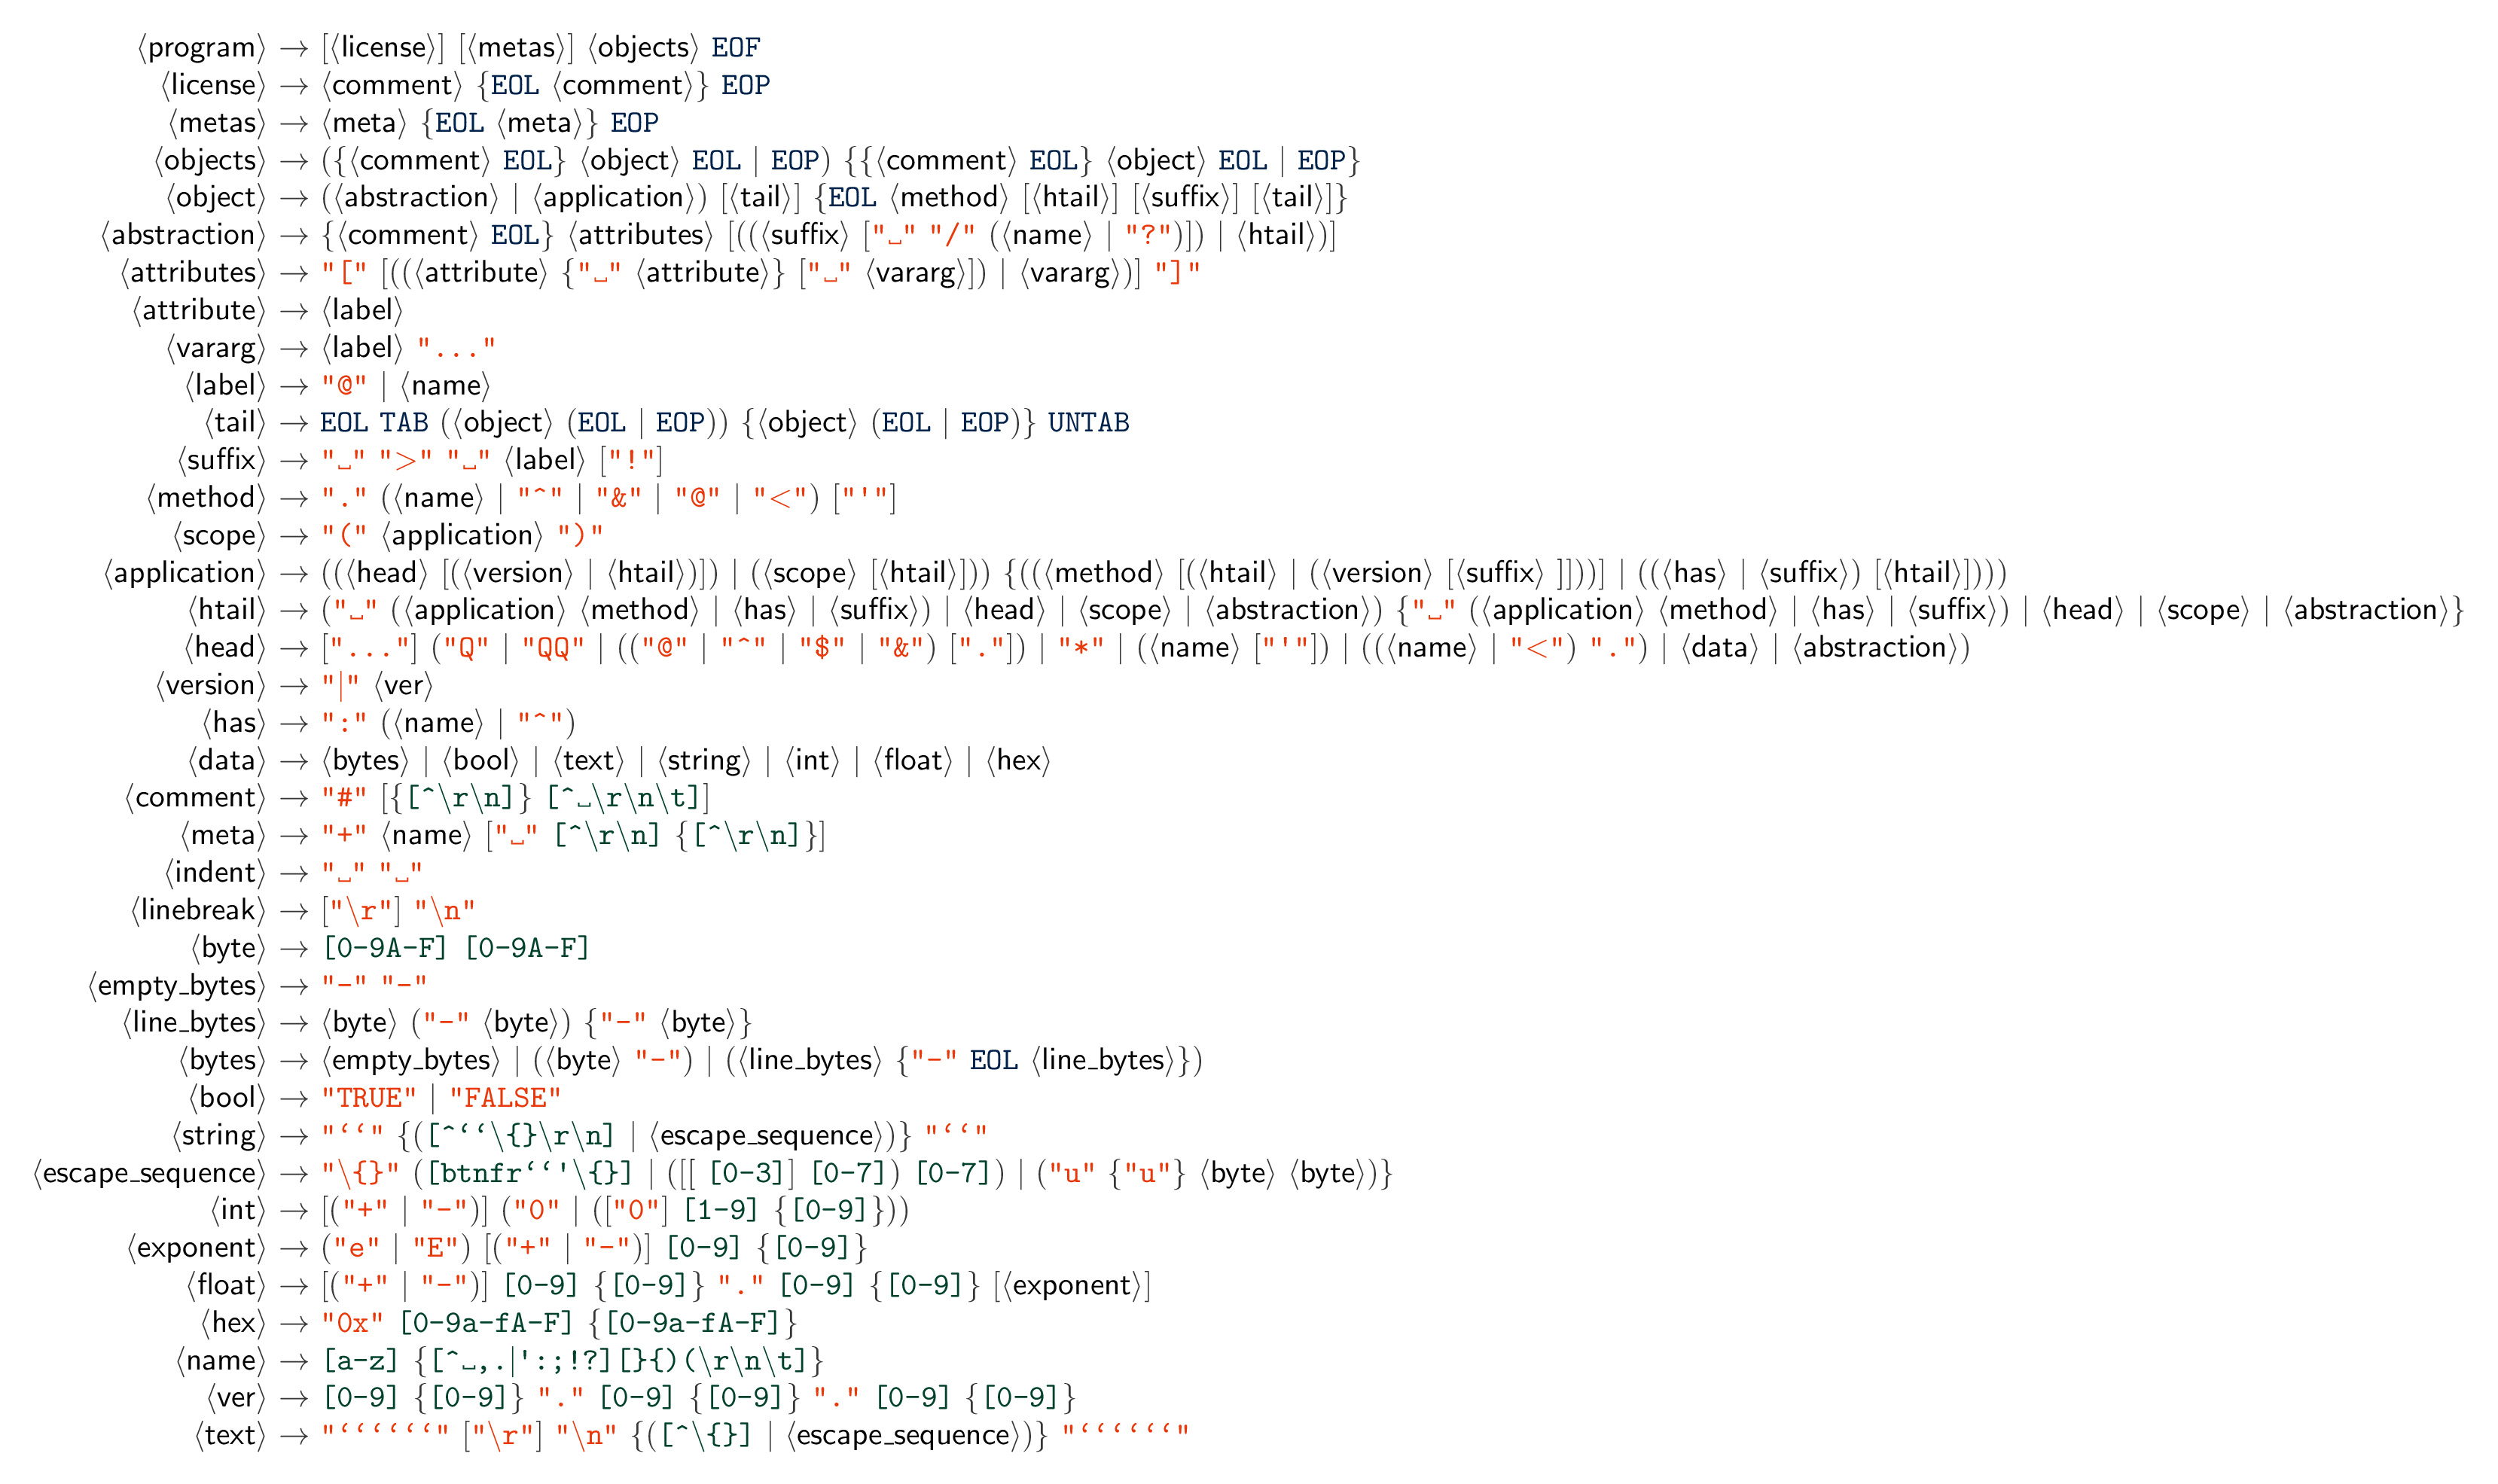 ⟨program⟩ → [⟨license⟩] [⟨metas⟩] ⟨objects⟩ EOF
⟨license⟩ → ⟨comment⟩ {EOL ⟨comment⟩} EOP
⟨metas⟩ → ⟨meta⟩ {EOL ⟨meta⟩} EOP
⟨objects⟩ → ({⟨comment⟩ EOL} ⟨object⟩ EOL | EOP) {{⟨comment⟩ EOL} ⟨object⟩ EOL | EOP}
⟨object⟩ → (⟨abstraction⟩ | ⟨application⟩) [⟨tail⟩] {EOL ⟨method⟩ [⟨htail⟩] [⟨suffix⟩] [⟨tail⟩]}
⟨abstraction⟩ → {⟨comment⟩ EOL} ⟨attributes⟩ [((⟨suffix⟩ ["␣" "/" (⟨name⟩ | "?")]) | ⟨htail⟩)]
⟨attributes⟩ → "[" [((⟨attribute⟩ {"␣" ⟨attribute⟩} ["␣" ⟨vararg⟩]) | ⟨vararg⟩)] "]"
⟨attribute⟩ → ⟨label⟩
⟨vararg⟩ → ⟨label⟩ "..."
⟨label⟩ → "@" | ⟨name⟩
⟨tail⟩ → EOL TAB (⟨object⟩ (EOL | EOP)) {⟨object⟩ (EOL | EOP)} UNTAB
⟨suffix⟩ → "␣" ">" "␣" ⟨label⟩ ["!"]
⟨method⟩ → "." (⟨name⟩ | "^" | "&" | "@" | "<") ["'"]
⟨scope⟩ → "(" ⟨application⟩ ")"
⟨application⟩ → ((⟨head⟩ [(⟨version⟩ | ⟨htail⟩)]) | (⟨scope⟩ [⟨htail⟩])) {((⟨method⟩ [(⟨htail⟩ | (⟨version⟩ [⟨suffix⟩ ]]))] | ((⟨has⟩ | ⟨suffix⟩) [⟨htail⟩])))
⟨htail⟩ → ("␣" (⟨application⟩ ⟨method⟩ | ⟨has⟩ | ⟨suffix⟩) | ⟨head⟩ | ⟨scope⟩ | ⟨abstraction⟩) {"␣" (⟨application⟩ ⟨method⟩ | ⟨has⟩ | ⟨suffix⟩) | ⟨head⟩ | ⟨scope⟩ | ⟨abstraction⟩}
⟨head⟩ → ["..."] ("Q" | "QQ" | (("@" | "^" | "$" | "&") ["."]) | "*" | (⟨name⟩ ["'"]) | ((⟨name⟩ | "<") ".") | ⟨data⟩ | ⟨abstraction⟩)
⟨version⟩ → "|" ⟨ver⟩
⟨has⟩ → ":" (⟨name⟩ | "^")
⟨data⟩ → ⟨bytes⟩ | ⟨bool⟩ | ⟨text⟩ | ⟨string⟩ | ⟨int⟩ | ⟨float⟩ | ⟨hex⟩
⟨comment⟩ → "#" [{[^\r\n]} [^␣\r\n\t]]
⟨meta⟩ → "+" ⟨name⟩ ["␣" [^\r\n] {[^\r\n]}]
⟨indent⟩ → "␣" "␣"
⟨linebreak⟩ → ["\r"] "\n"
⟨byte⟩ → [0-9A-F] [0-9A-F]
⟨empty_bytes⟩ → "-" "-"
⟨line_bytes⟩ → ⟨byte⟩ ("-" ⟨byte⟩) {"-" ⟨byte⟩}
⟨bytes⟩ → ⟨empty_bytes⟩ | (⟨byte⟩ "-") | (⟨line_bytes⟩ {"-" EOL ⟨line_bytes⟩})
⟨bool⟩ → "TRUE" | "FALSE"
⟨string⟩ → "‘‘" {([^‘‘\{}\r\n] | ⟨escape_sequence⟩)} "‘‘"
⟨escape_sequence⟩ → "\{}" ([btnfr‘‘'\{}] | ([[ [0-3]] [0-7]) [0-7]) | ("u" {"u"} ⟨byte⟩ ⟨byte⟩)}
⟨int⟩ → [("+" | "-")] ("0" | (["0"] [1-9] {[0-9]}))
⟨exponent⟩ → ("e" | "E") [("+" | "-")] [0-9] {[0-9]}
⟨float⟩ → [("+" | "-")] [0-9] {[0-9]} "." [0-9] {[0-9]} [⟨exponent⟩]
⟨hex⟩ → "0x" [0-9a-fA-F] {[0-9a-fA-F]}
⟨name⟩ → [a-z] {[^␣,.|':;!?][}{)(\r\n\t]}
⟨ver⟩ → [0-9] {[0-9]} "." [0-9] {[0-9]} "." [0-9] {[0-9]}
⟨text⟩ → "‘‘‘‘‘‘" ["\r"] "\n" {([^\{}] | ⟨escape_sequence⟩)} "‘‘‘‘‘‘"